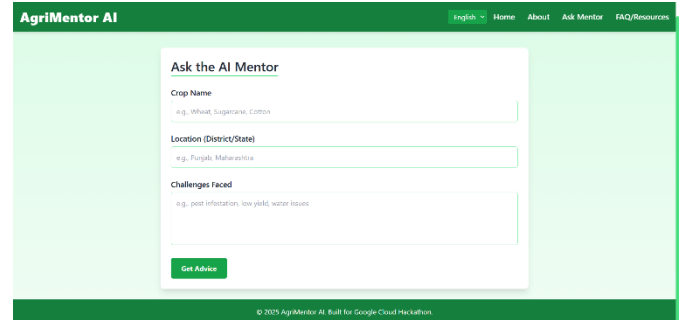 AgriMentor AI
English Home About Ask Mentor FAQ/Resources
Ask the AI Mentor
Crop Name
e.g., Wheat, Sugarcane, Cotton
Location (District/State)
e.g., Punjab, Maharashtra
Challenges Faced
e.g., pest infestation, low yield, water issues
Get Advice
© 2025 AgriMentor AI. Built for Google Cloud Hackathon.